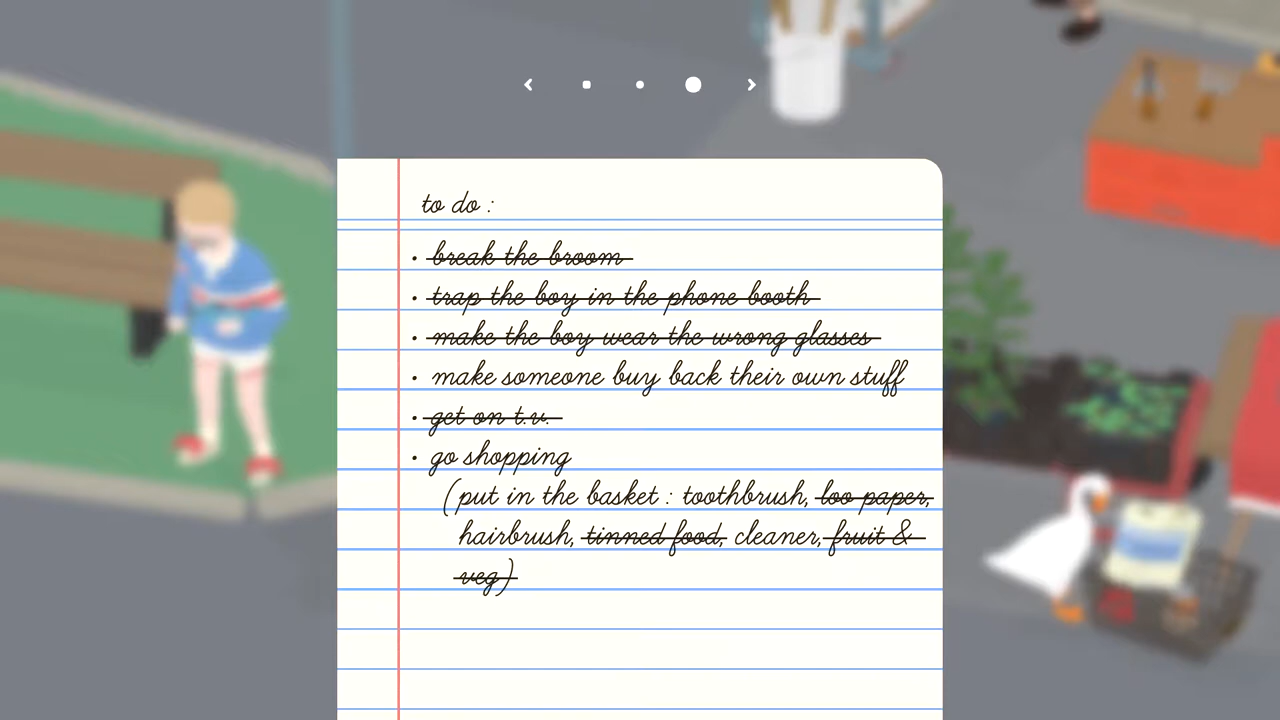 to do :
• break the broom
• trap the boy in the phone booth
• make the boy wear the wrong glasses
• make someone buy back their own stuff
• get on t.v.
• go shopping
(put in the basket : toothbrush, loo paper,
hairbrush, tinned food, cleaner, fruit &
veg)